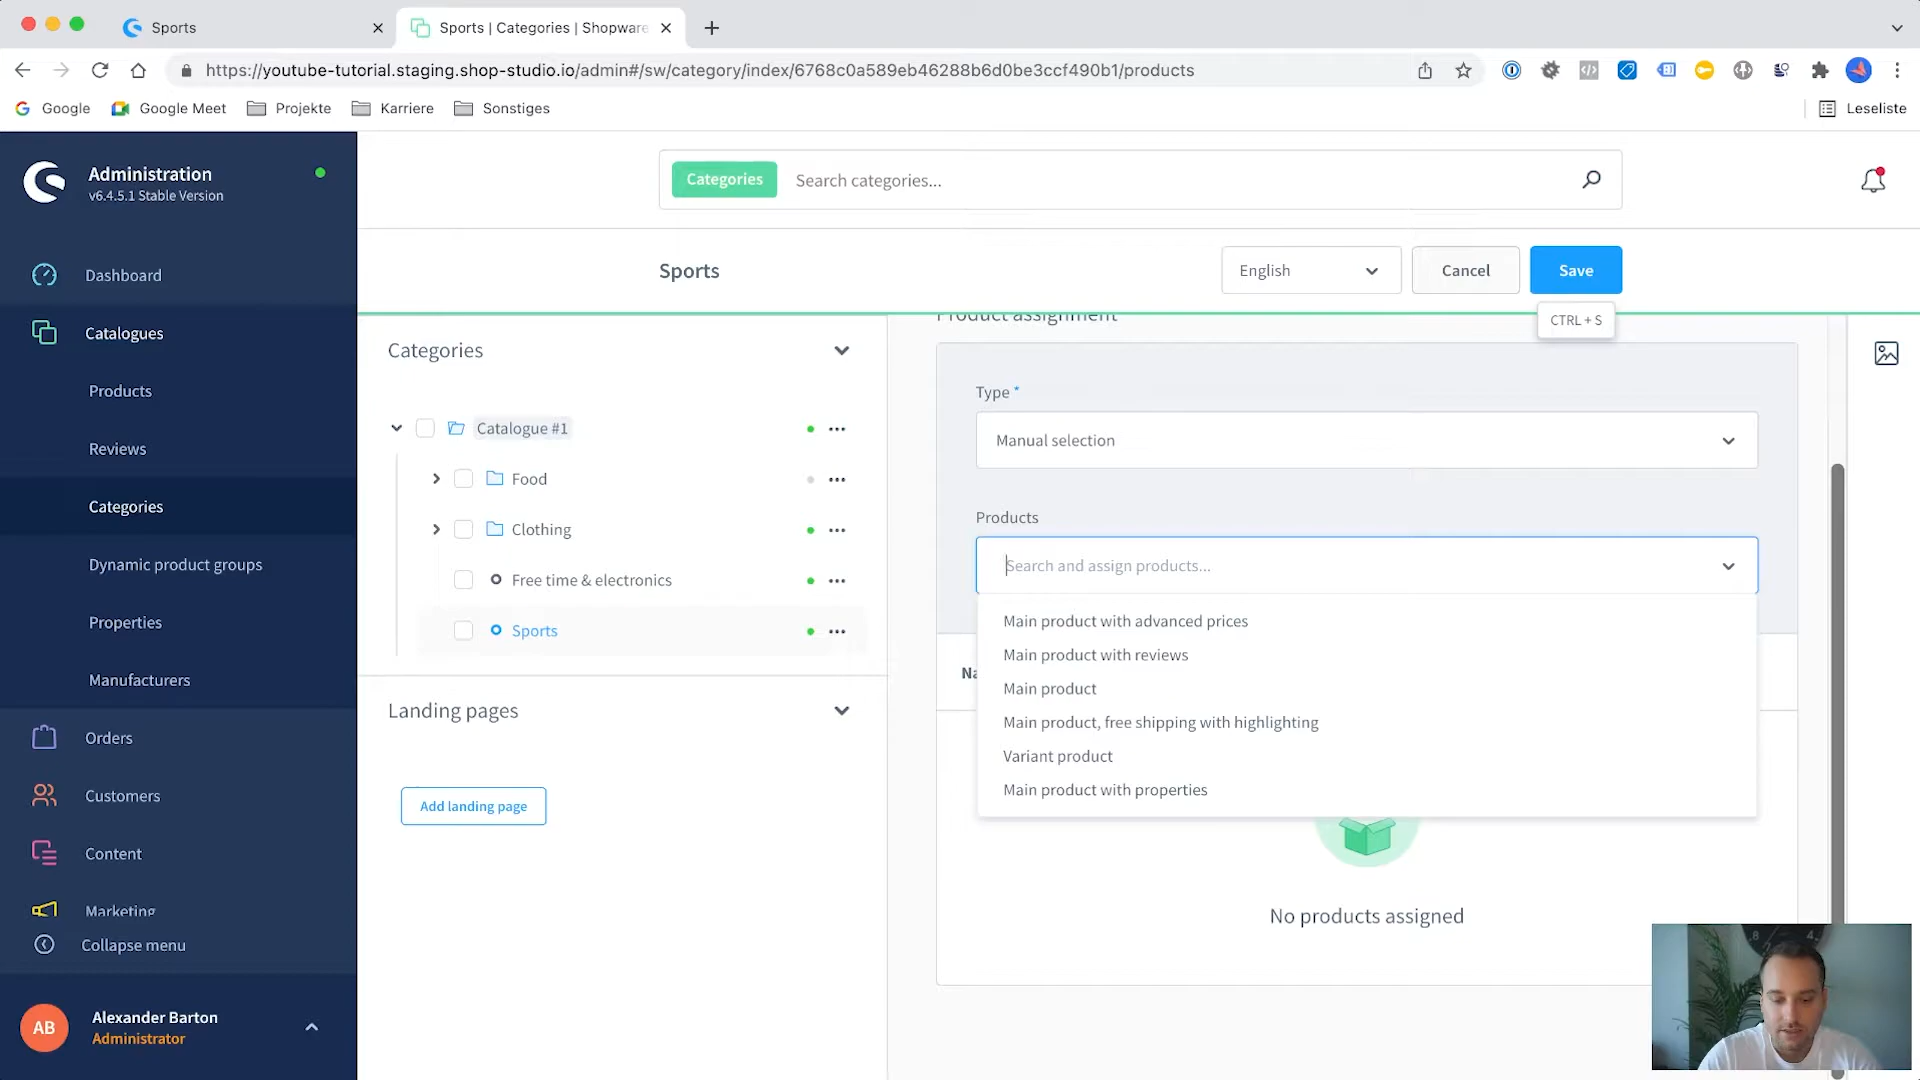 Sports
Sports | Categories | Shopware
https://youtube-tutorial.staging.shop-studio.io/admin#/sw/category/index/6768c0a589eb46288b6d0be3ccf490b1/products
Google
Google Meet
Projekte
Karriere
Sonstiges
Leseliste
Administration
v6.4.5.1 Stable Version
Categories
Search categories...
Sports
English
Cancel
Save
CTRL + S
Dashboard
Catalogues
Products
Reviews
Categories
Dynamic product groups
Properties
Manufacturers
Orders
Customers
Content
Marketing
Collapse menu
AB
Alexander Barton
Administrator
Categories
Catalogue #1
Food
Clothing
Free time & electronics
Sports
Landing pages
Add landing page
Product assignment
Type *
Manual selection
Products
Search and assign products...
Main product with advanced prices
Main product with reviews
Main product
Main product, free shipping with highlighting
Variant product
Main product with properties
Na
No products assigned